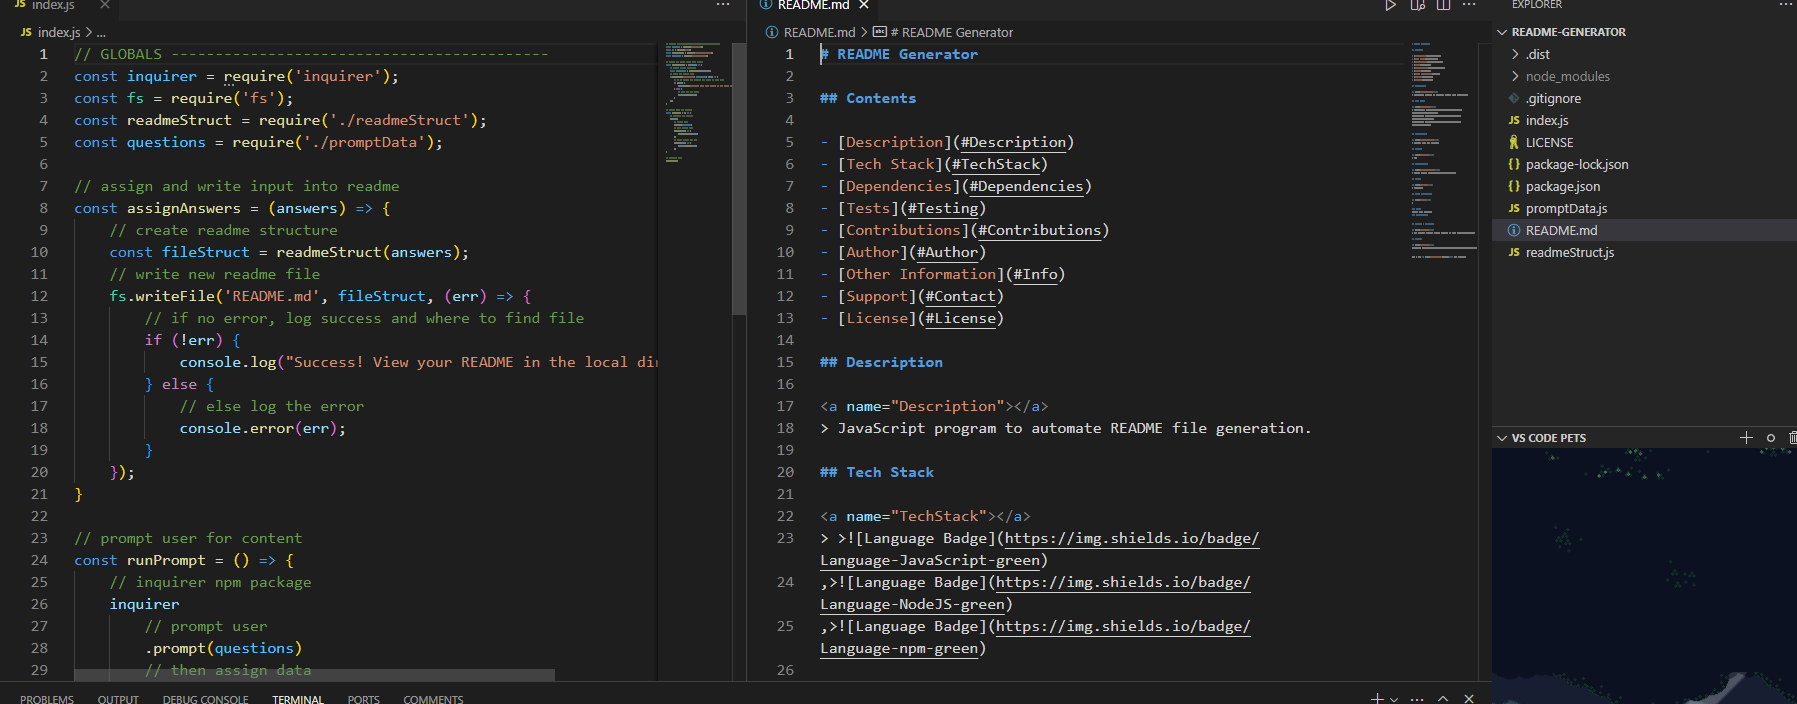 JS index.js
JS index.js > ...
1 // GLOBALS -------------------------------------------
2 const inquirer = require('inquirer');
3 const fs = require('fs');
4 const readmeStruct = require('./readmeStruct');
5 const questions = require('./promptData');
6
7 // assign and write input into readme
8 const assignAnswers = (answers) => {
9 // create readme structure
10 const fileStruct = readmeStruct(answers);
11 // write new readme file
12 fs.writeFile('README.md', fileStruct, (err) => {
13 // if no error, log success and where to find file
14 if (!err) {
15 console.log("Success! View your README in the local dir
16 } else {
17 // else log the error
18 console.error(err);
19 }
20 });
21 }
22
23 // prompt user for content
24 const runPrompt = () => {
25 // inquirer npm package
26 inquirer
27 // prompt user
28 .prompt(questions)
29 // then assign data
README.md
README.md > # README Generator
1 # README Generator
2
3 ## Contents
4
5 - [Description](#Description)
6 - [Tech Stack](#TechStack)
7 - [Dependencies](#Dependencies)
8 - [Tests](#Testing)
9 - [Contributions](#Contributions)
10 - [Author](#Author)
11 - [Other Information](#Info)
12 - [Support](#Contact)
13 - [License](#License)
14
15 ## Description
16
17 <a name="Description"></a>
18 > JavaScript program to automate README file generation.
19
20 ## Tech Stack
21
22 <a name="TechStack"></a>
23 > >![Language Badge](https://img.shields.io/badge/
Language-JavaScript-green)
24 ,>![Language Badge](https://img.shields.io/badge/
Language-NodeJS-green)
25 ,>![Language Badge](https://img.shields.io/badge/
Language-npm-green)
26
EXPLORER
README-GENERATOR
.dist
node_modules
.gitignore
JS index.js
LICENSE
{} package-lock.json
{} package.json
JS promptData.js
README.md
JS readmeStruct.js
VS CODE PETS
PROBLEMS OUTPUT DEBUG CONSOLE TERMINAL PORTS COMMENTS